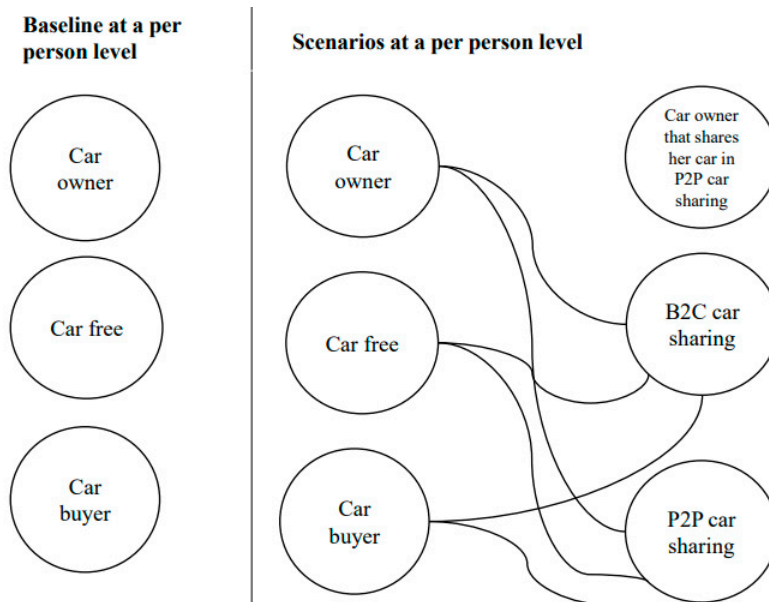 Baseline at a per
person level
Car
owner
Car free
Car
buyer
Scenarios at a per person level
Car
owner
Car free
Car
buyer
Car owner
that shares
her car in
P2P car
sharing
B2C car
sharing
P2P car
sharing